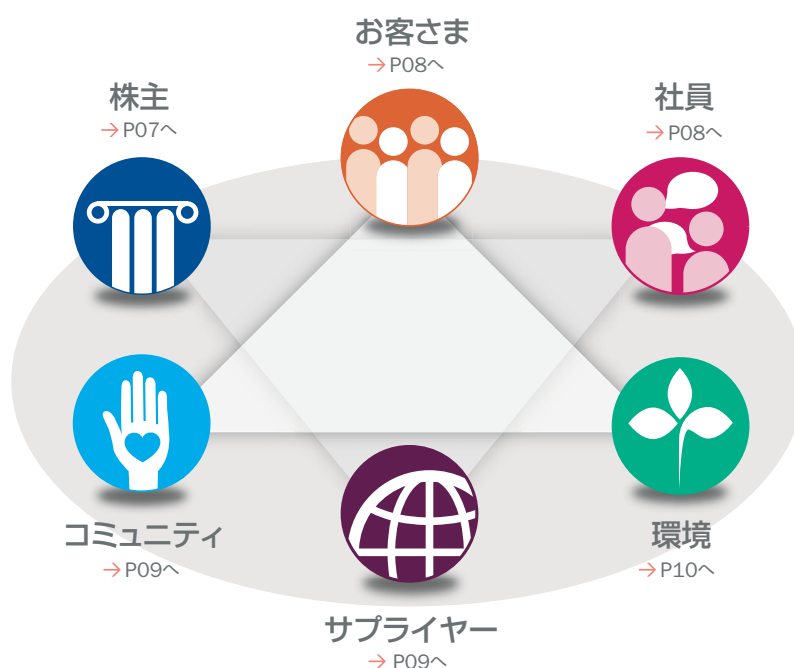 お客さま
→ P08へ
株主
→ P07へ
社員
→ P08へ
コミュニティ
→ P09へ
環境
→ P10へ
サプライヤー
→ P09へ